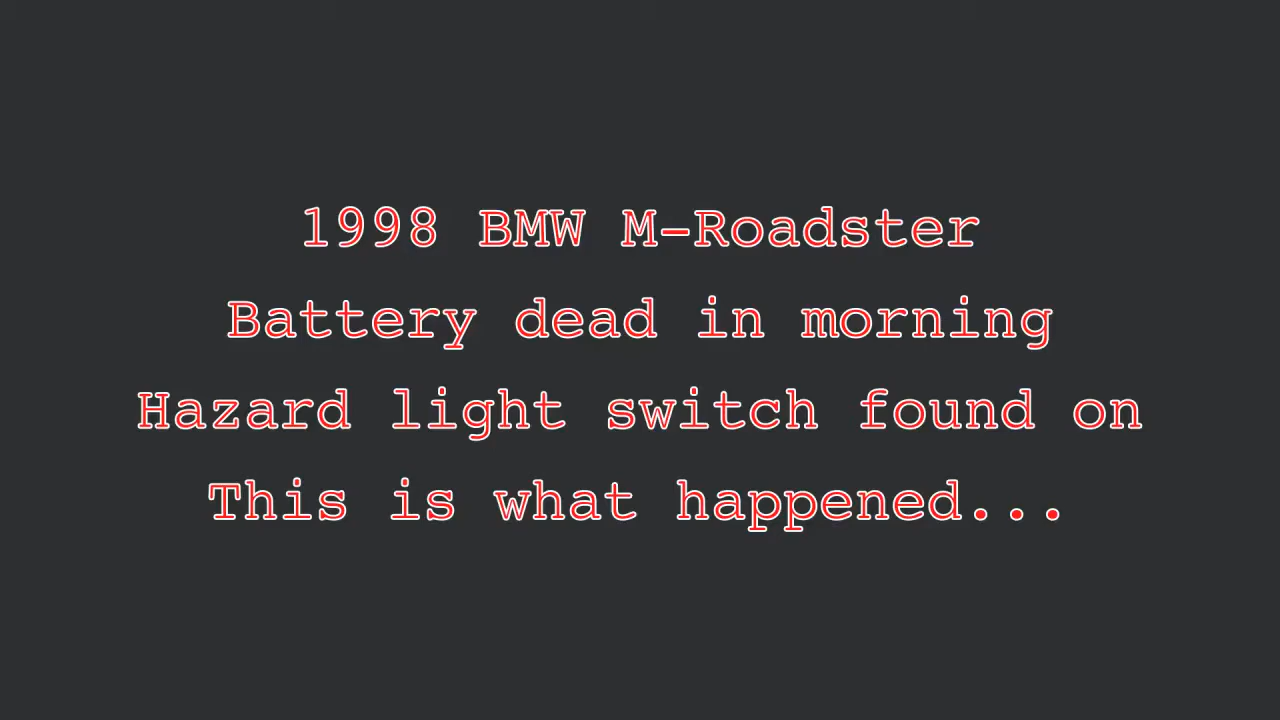 1998 BMW M-Roadster
Battery dead in morning
Hazard light switch found on
This is what happened...